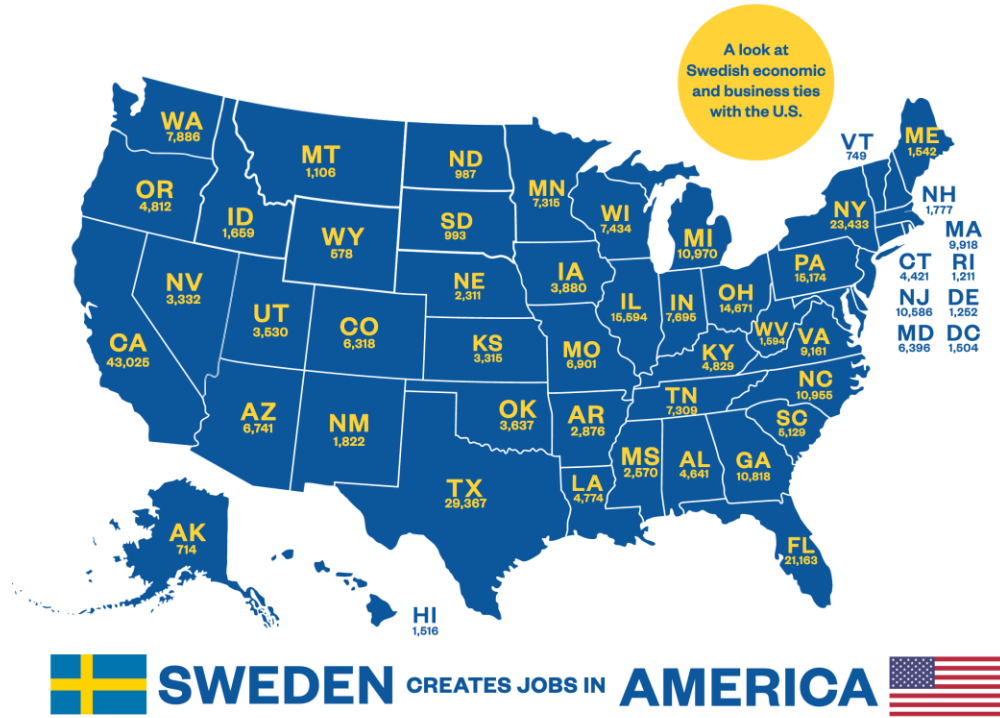 A look at
Swedish economic
and business ties
with the U.S.
WA
7,886
OR
4,812
ID
1,659
MT
1,106
ND
987
MN
7,315
SD
993
WY
578
WI
7,434
MI
10,970
VT
749
ME
1,542
NY
23,433
NH
1,777
MA
9,918
CT
4,421
RI
1,211
NJ
10,586
DE
1,252
MD
6,396
DC
1,504
NV
3,332
UT
3,530
CO
6,318
NE
2,311
IA
3,880
IL
15,594
IN
7,695
OH
14,671
PA
15,174
CA
43,025
KS
3,315
MO
6,901
KY
4,829
WV
1,594
VA
9,161
NC
10,955
TN
7,309
SC
5,129
AZ
6,741
NM
1,822
OK
3,637
AR
2,876
MS
2,570
AL
4,641
GA
10,818
TX
29,367
LA
4,774
FL
21,163
AK
714
HI
1,516
SWEDEN CREATES JOBS IN AMERICA